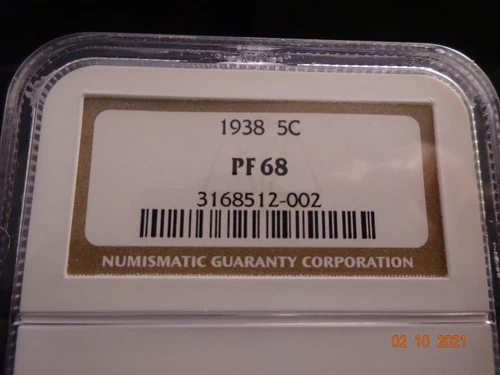 1938 5C
PF 68
3168512-002
NUMISMATIC GUARANTY CORPORATION
02 10 2021